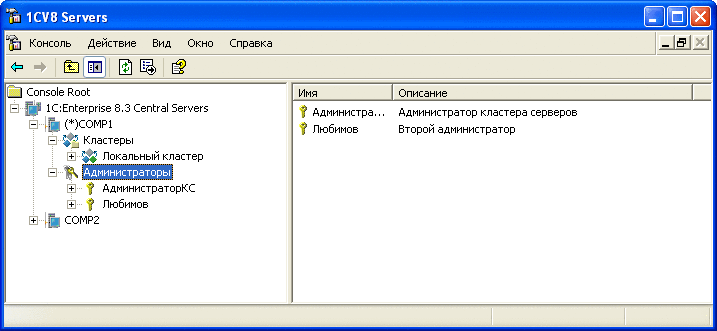 1CV8 Servers
Консоль Действие Вид Окно Справка
Console Root
1C:Enterprise 8.3 Central Servers
(*)COMP1
Кластеры
Локальный кластер
Администраторы
АдминистраторКС
Любимов
COMP2
Имя Описание
Администра... Администратор кластера серверов
Любимов Второй администратор